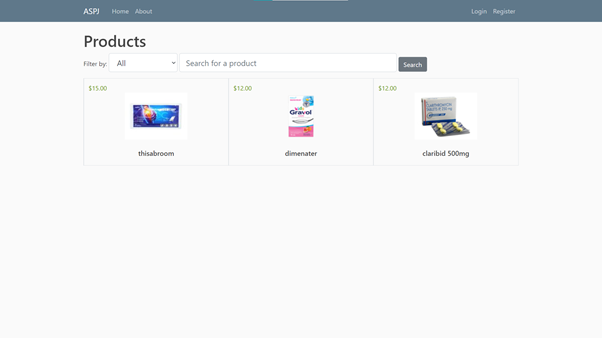 ASPJ Home About Login Register
Products
Filter by: All Search for a product Search
$15.00 $12.00 $12.00
Gravol
thisabroom dimenater claribid 500mg